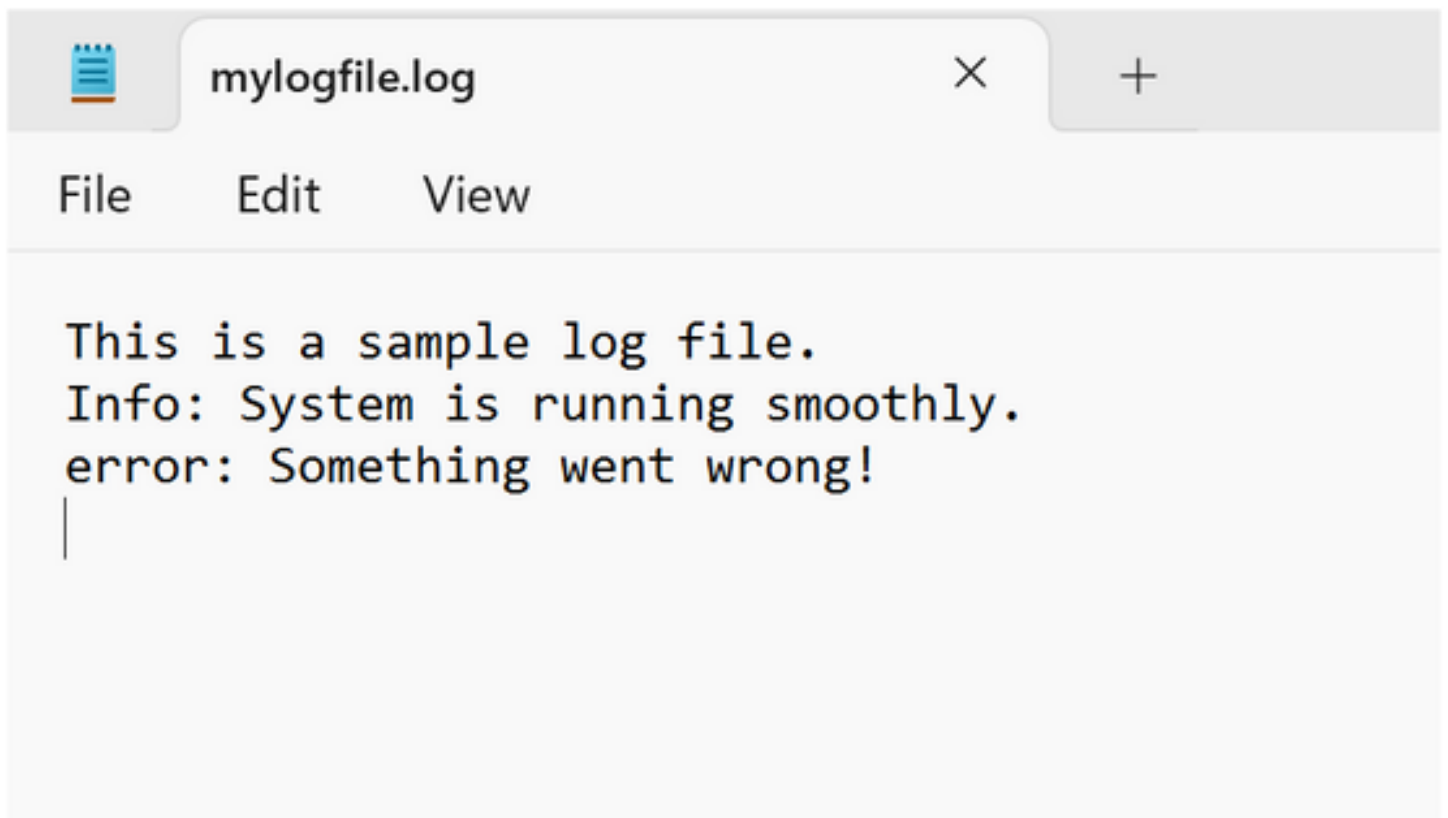 mylogfile.log
File Edit View
This is a sample log file.
Info: System is running smoothly.
error: Something went wrong!